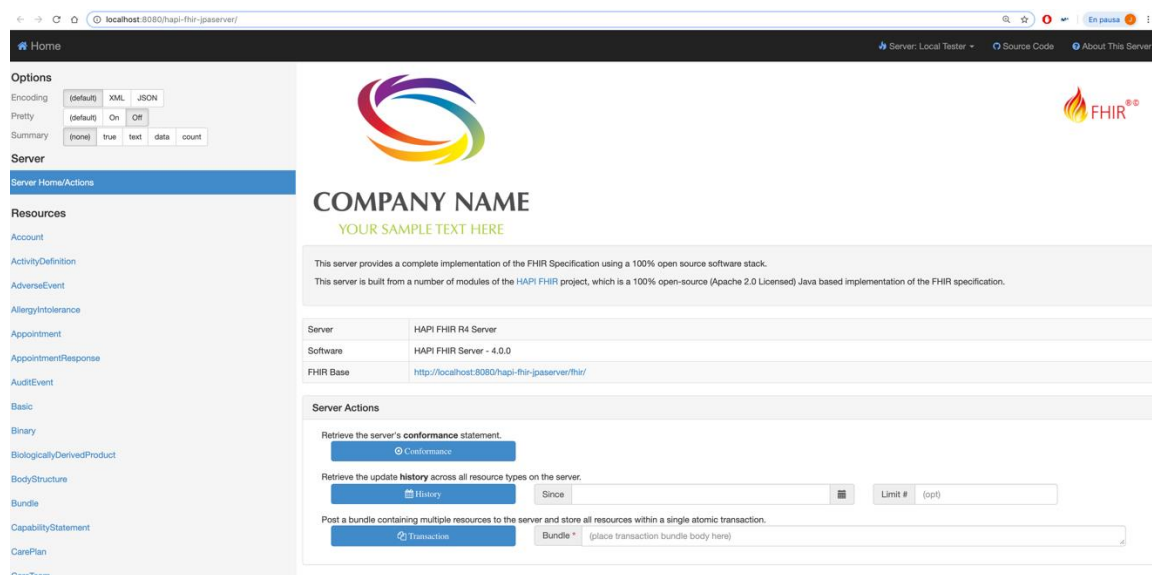 localhost:8080/hapi-fhir-jpaserver/
En pausa
J
Home
Server: Local Tester
Source Code
About This Server
Options
Encoding (default) XML JSON
Pretty (default) On Off
Summary (none) true text data count
Server
Server Home/Actions
Resources
Account
ActivityDefinition
AdverseEvent
AllergyIntolerance
Appointment
AppointmentResponse
AuditEvent
Basic
Binary
BiologicallyDerivedProduct
BodyStructure
Bundle
CapabilityStatement
CarePlan
CareTeam
COMPANY NAME
YOUR SAMPLE TEXT HERE
FHIR®©
This server provides a complete implementation of the FHIR Specification using a 100% open source software stack.
This server is built from a number of modules of the HAPI FHIR project, which is a 100% open-source (Apache 2.0 Licensed) Java based implementation of the FHIR specification.
Server HAPI FHIR R4 Server
Software HAPI FHIR Server - 4.0.0
FHIR Base http://localhost:8080/hapi-fhir-jpaserver/fhir/
Server Actions
Retrieve the server's conformance statement.
Conformance
Retrieve the update history across all resource types on the server.
History Since Limit # (opt)
Post a bundle containing multiple resources to the server and store all resources within a single atomic transaction.
Transaction Bundle * (place transaction bundle body here)